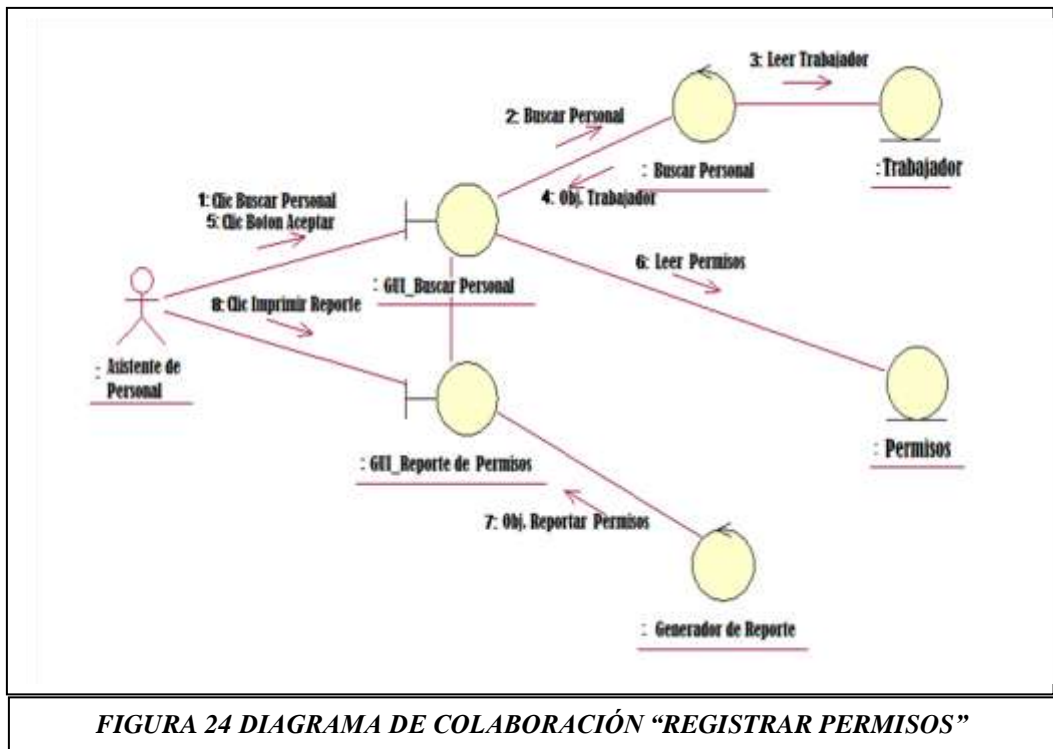 3: Leer Trabajador
2: Buscar Personal
: Buscar Personal
: Trabajador
4: Obj. Trabajador
1: Clic Buscar Personal
5: Clic Boton Aceptar
6: Leer Permisos
: GUI_Buscar Personal
8: Clic Imprimir Reporte
: Asistente de
Personal
: Permisos
: GUI_Reporte de Permisos
7: Obj. Reportar Permisos
: Generador de Reporte
FIGURA 24 DIAGRAMA DE COLABORACIÓN “REGISTRAR PERMISOS”